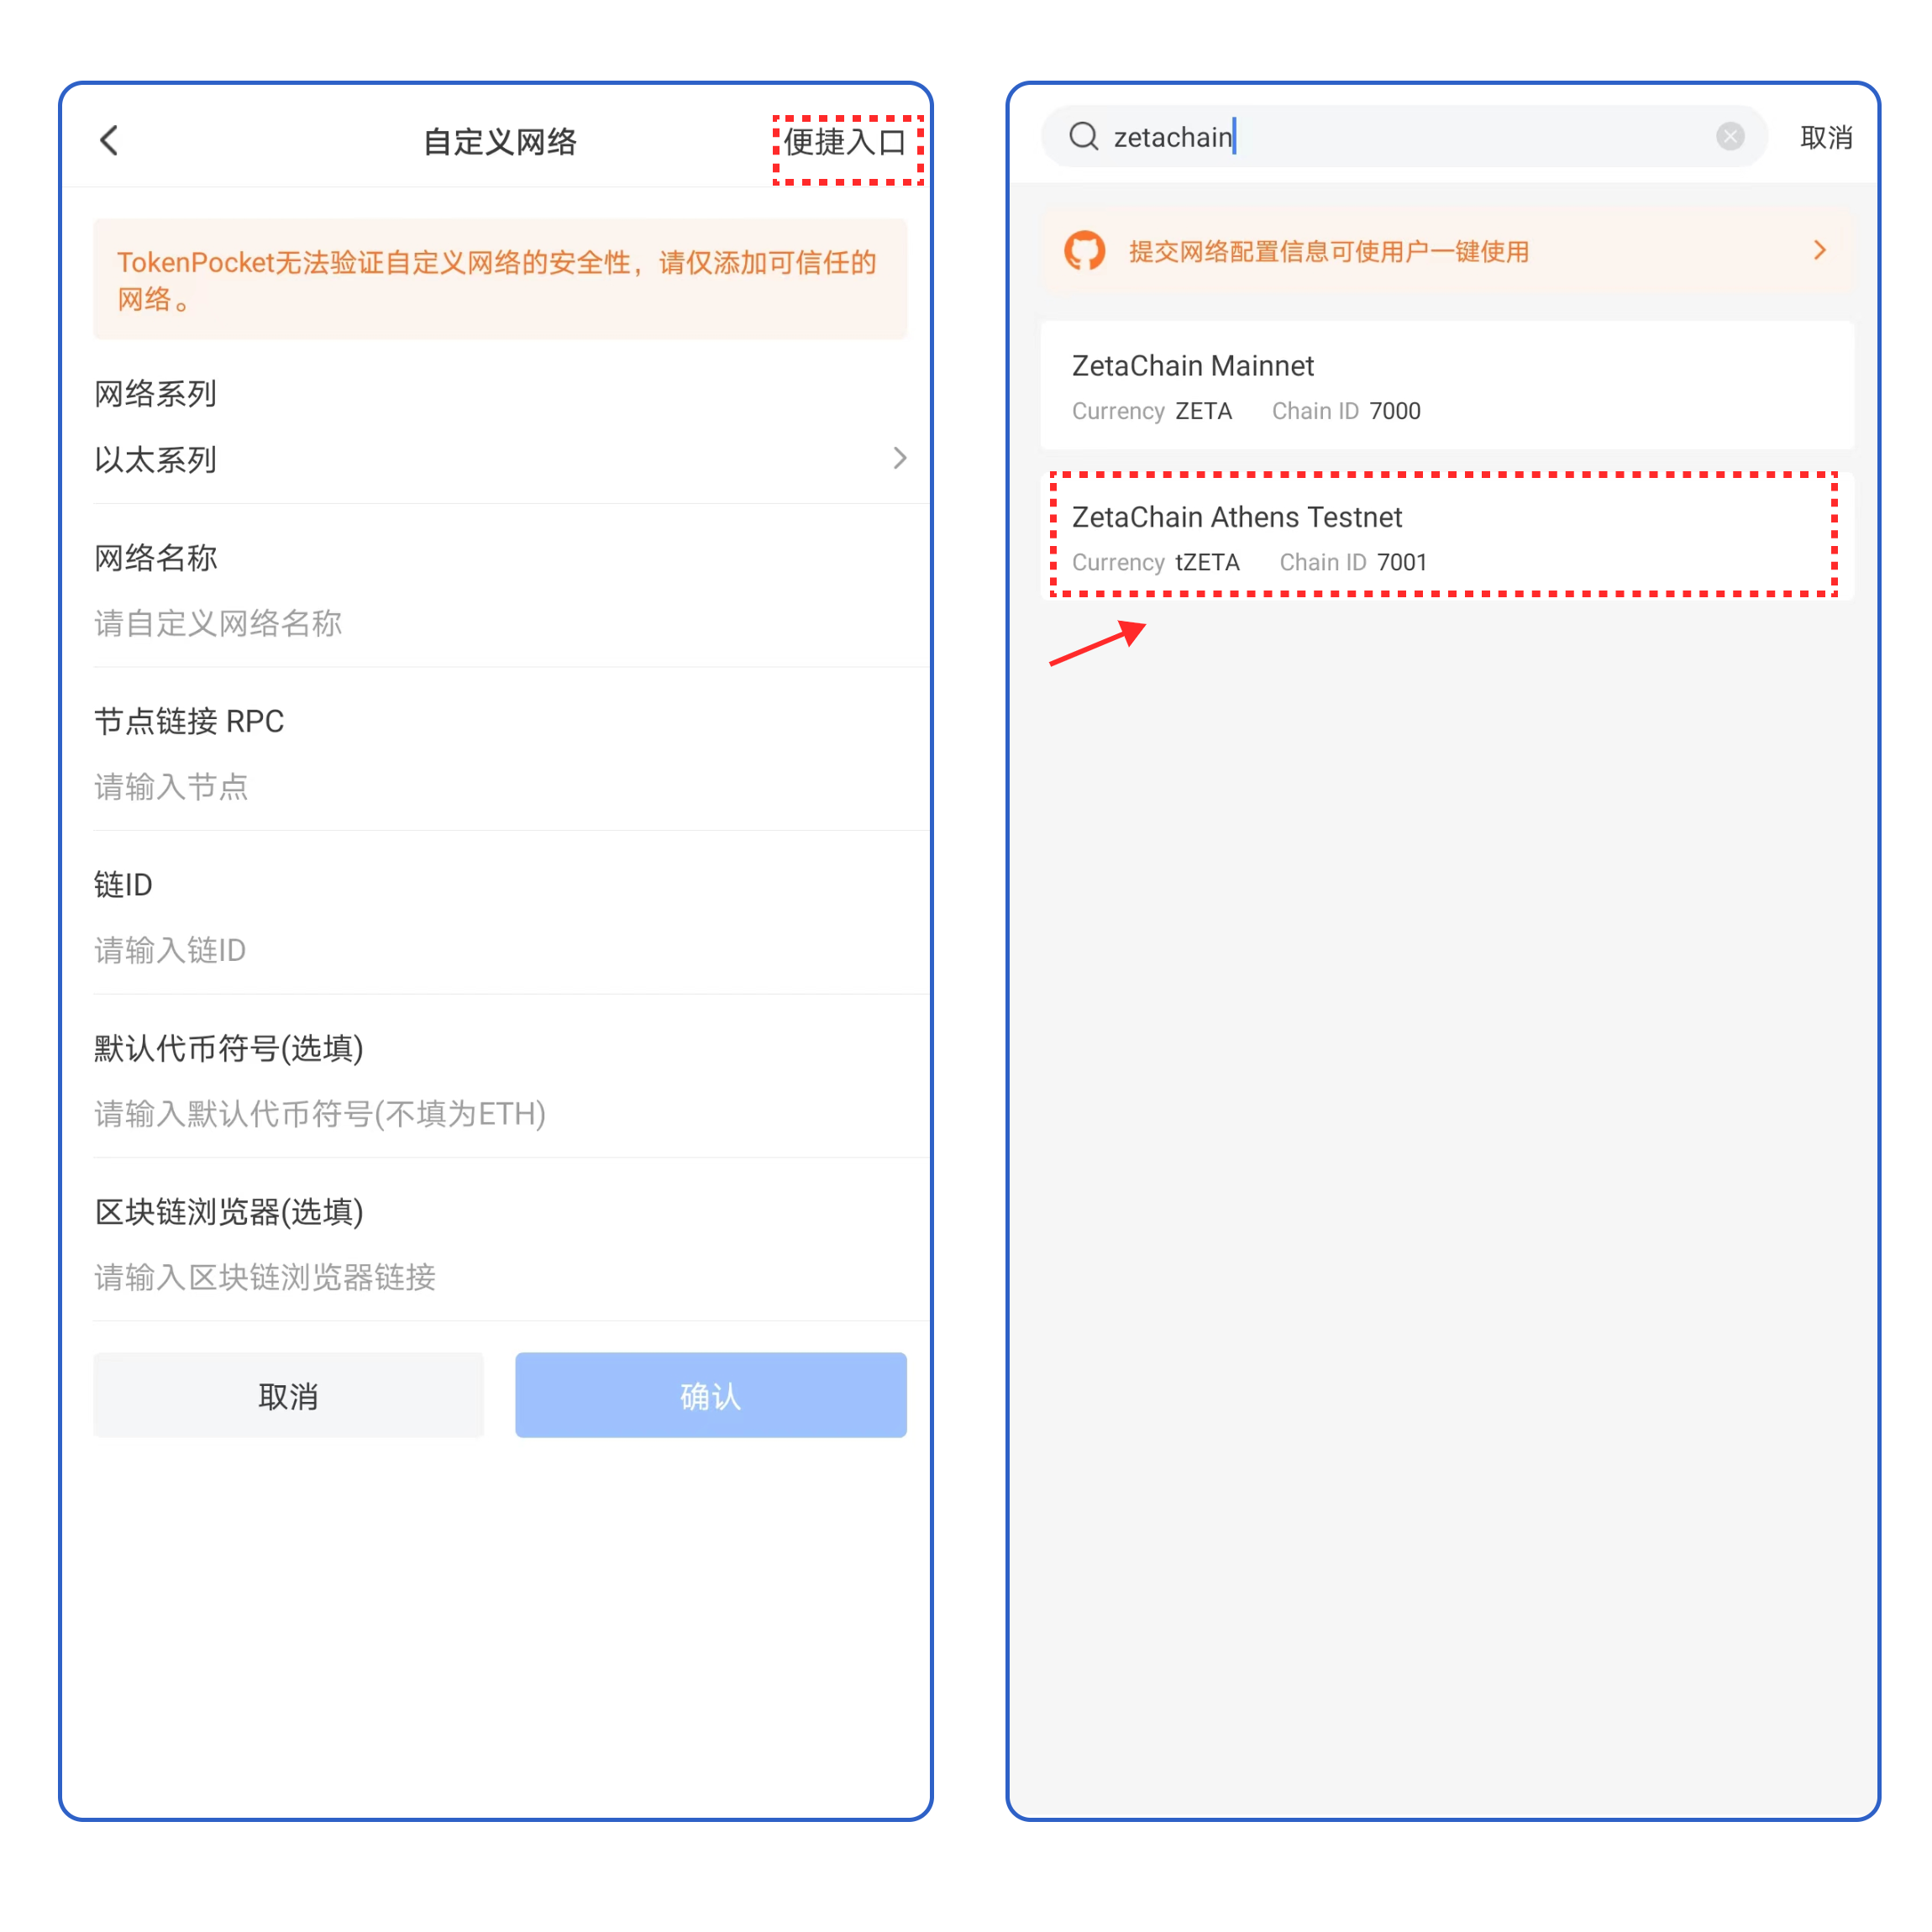 自定义网络
便捷入口
TokenPocket无法验证自定义网络的安全性，请仅添加可信任的
网络。
网络系列
以太系列
网络名称
请自定义网络名称
节点链接 RPC
请输入节点
链ID
请输入链ID
默认代币符号(选填)
请输入默认代币符号(不填为ETH)
区块链浏览器(选填)
请输入区块链浏览器链接
取消
确认
zetachain
取消
提交网络配置信息可使用户一键使用
ZetaChain Mainnet
Currency ZETA Chain ID 7000
ZetaChain Athens Testnet
Currency tZETA Chain ID 7001